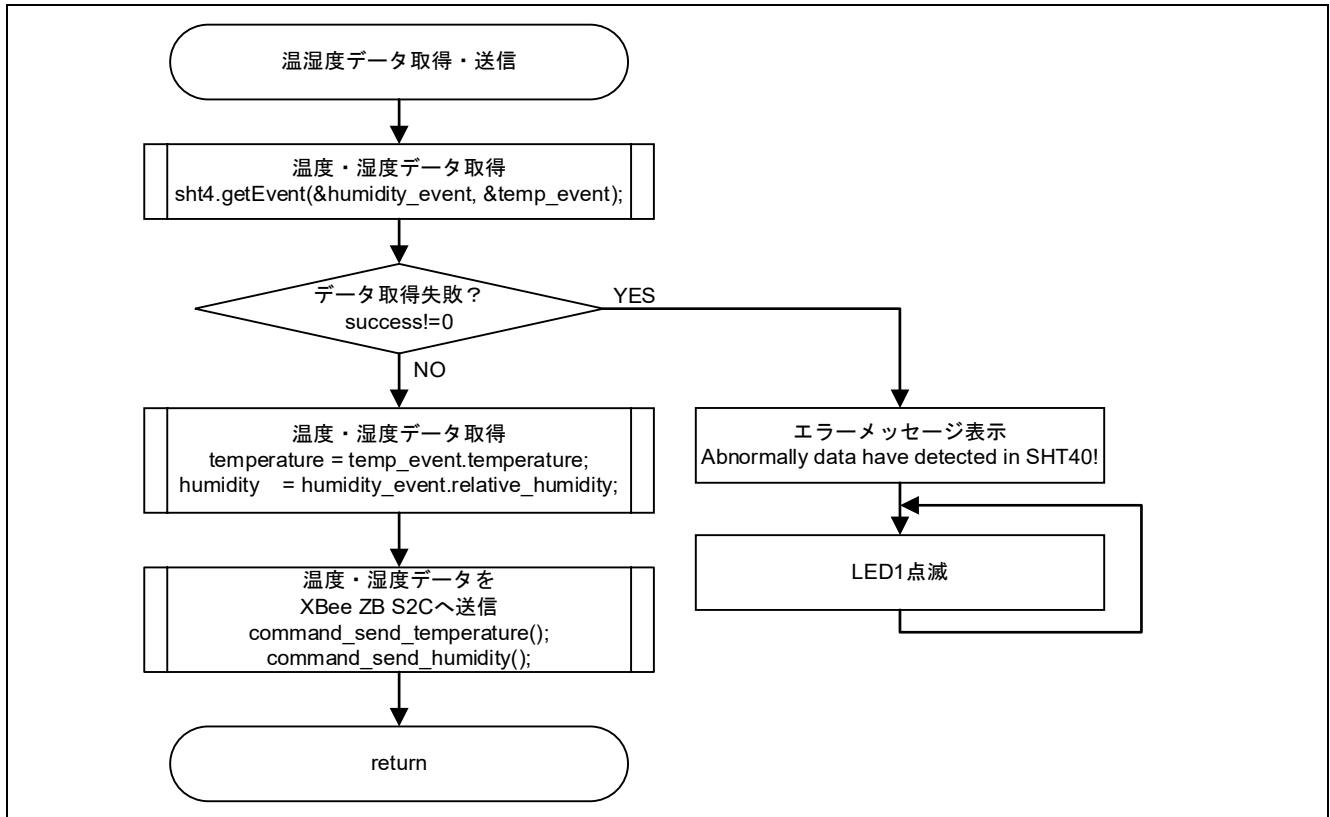 温湿度データ取得・送信
温度・湿度データ取得
sht4.getEvent(&humidity_event, &temp_event);
データ取得失敗？
success!=0
YES
NO
温度・湿度データ取得
temperature = temp_event.temperature;
humidity = humidity_event.relative_humidity;
エラーメッセージ表示
Abnormally data have detected in SHT40!
LED1点滅
温度・湿度データを
XBee ZB S2Cへ送信
command_send_temperature();
command_send_humidity();
return